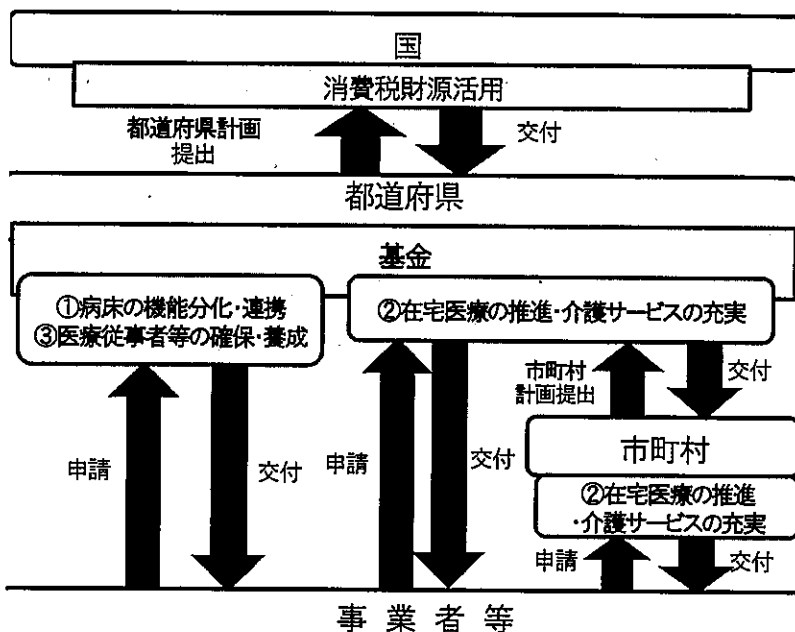 国
消費税財源活用
都道府県計画
提出
交付
都道府県
基金
①病床の機能分化・連携
③医療従事者等の確保・養成
②在宅医療の推進・介護サービスの充実
市町村
計画提出
交付
申請
交付
申請
交付
市町村
②在宅医療の推進
・介護サービスの充実
申請
交付
事業者等